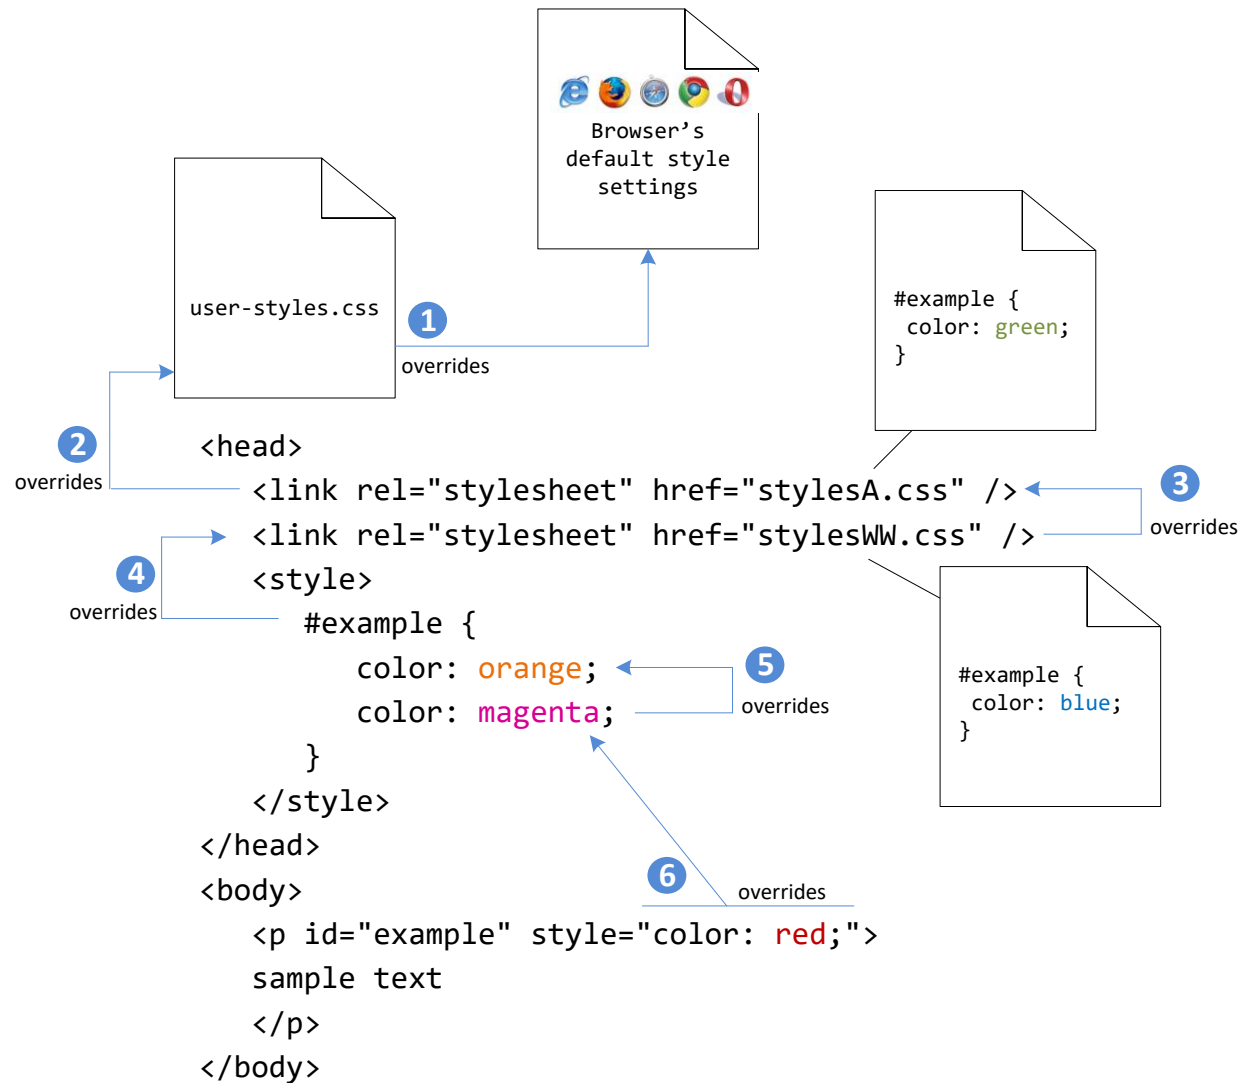 Browser's
default style
settings
user-styles.css
1
overrides
#example {
color: green;
}
2
overrides
<head>
<link rel="stylesheet" href="stylesA.css" />
3
overrides
<link rel="stylesheet" href="stylesWW.css" />
4
overrides
<style>
#example {
color: orange;
color: magenta;
5
overrides
}
#example {
color: blue;
}
</style>
</head>
<body>
6
overrides
<p id="example" style="color: red;">
sample text
</p>
</body>